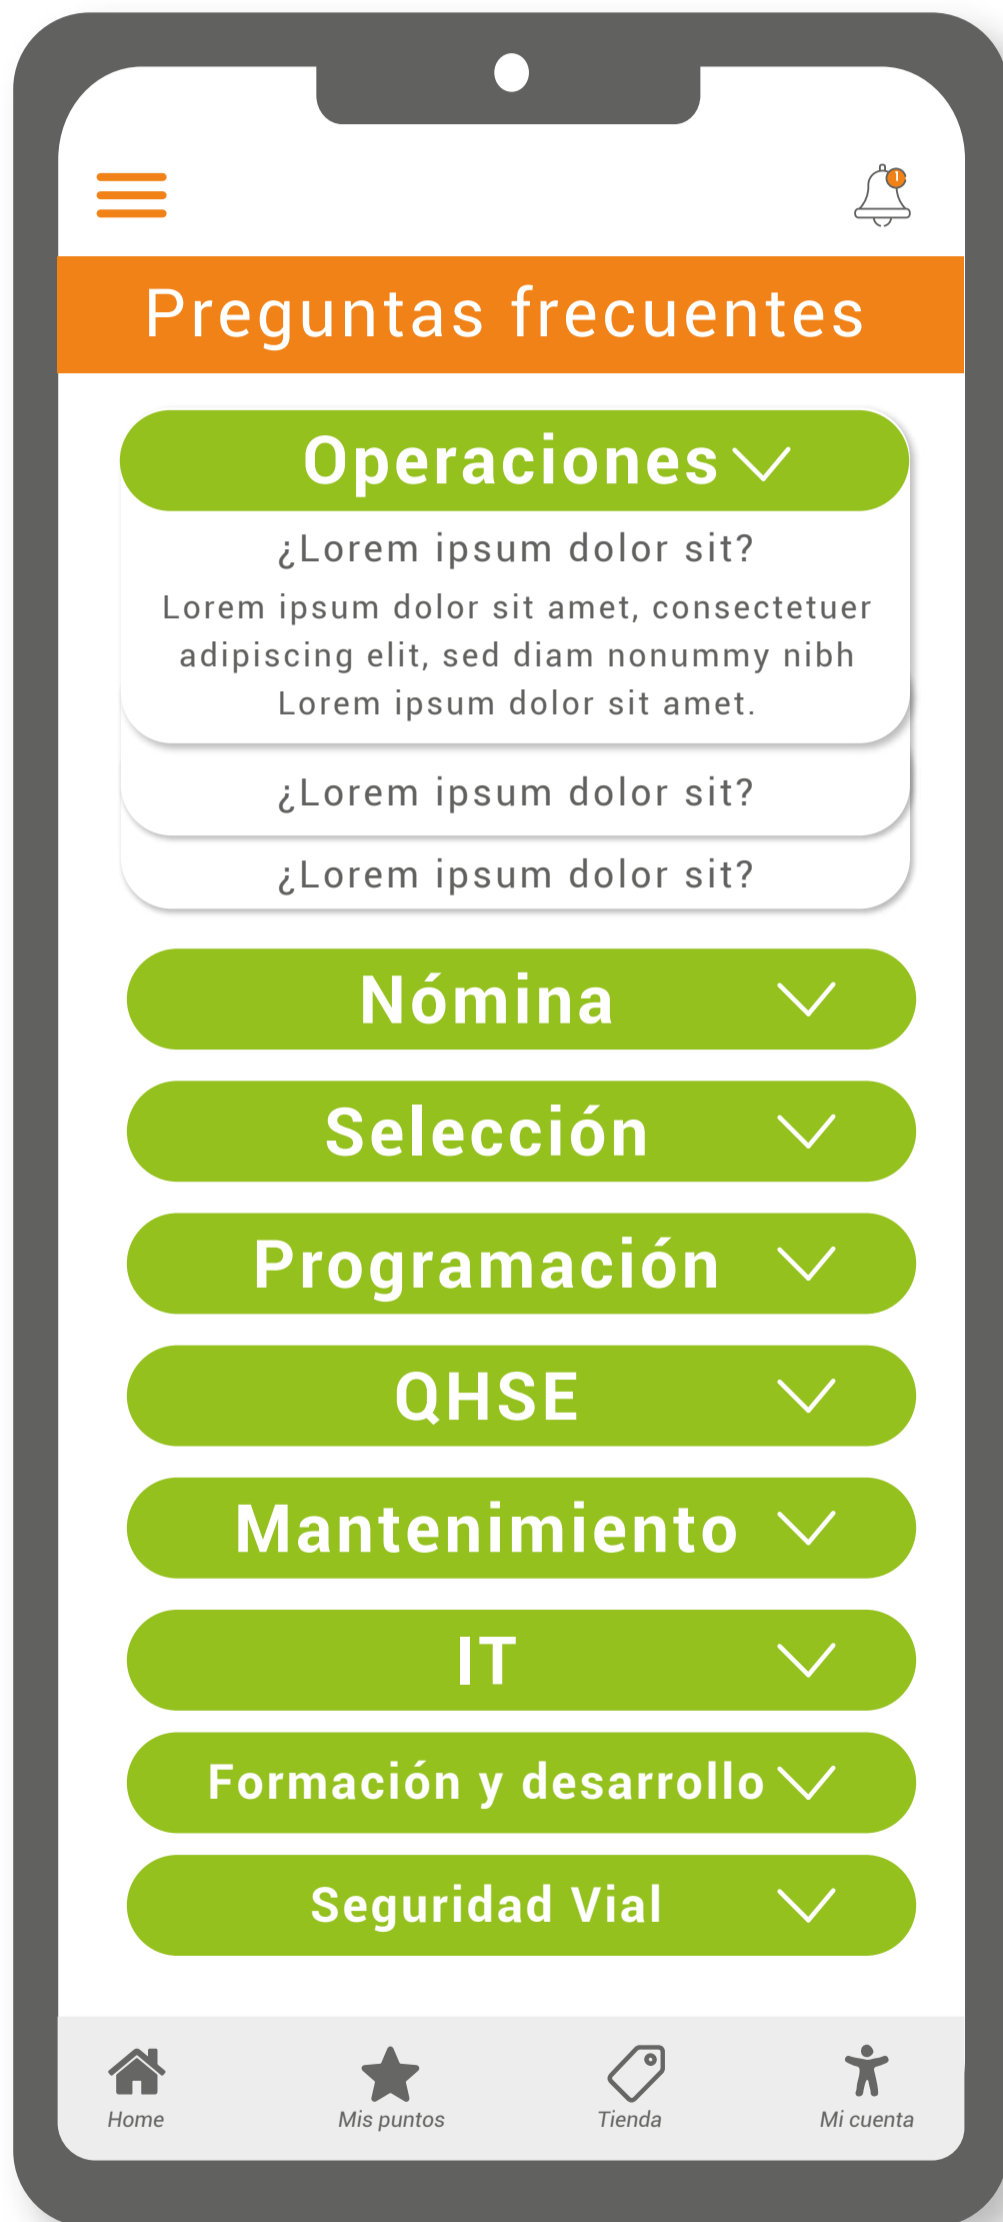 1
Preguntas frecuentes
Operaciones
¿Lorem ipsum dolor sit?
Lorem ipsum dolor sit amet, consectetuer
adipiscing elit, sed diam nonummy nibh
Lorem ipsum dolor sit amet.
¿Lorem ipsum dolor sit?
¿Lorem ipsum dolor sit?
Nómina
Selección
Programación
QHSE
Mantenimiento
IT
Formación y desarrollo
Seguridad Vial
Home Mis puntos Tienda Mi cuenta